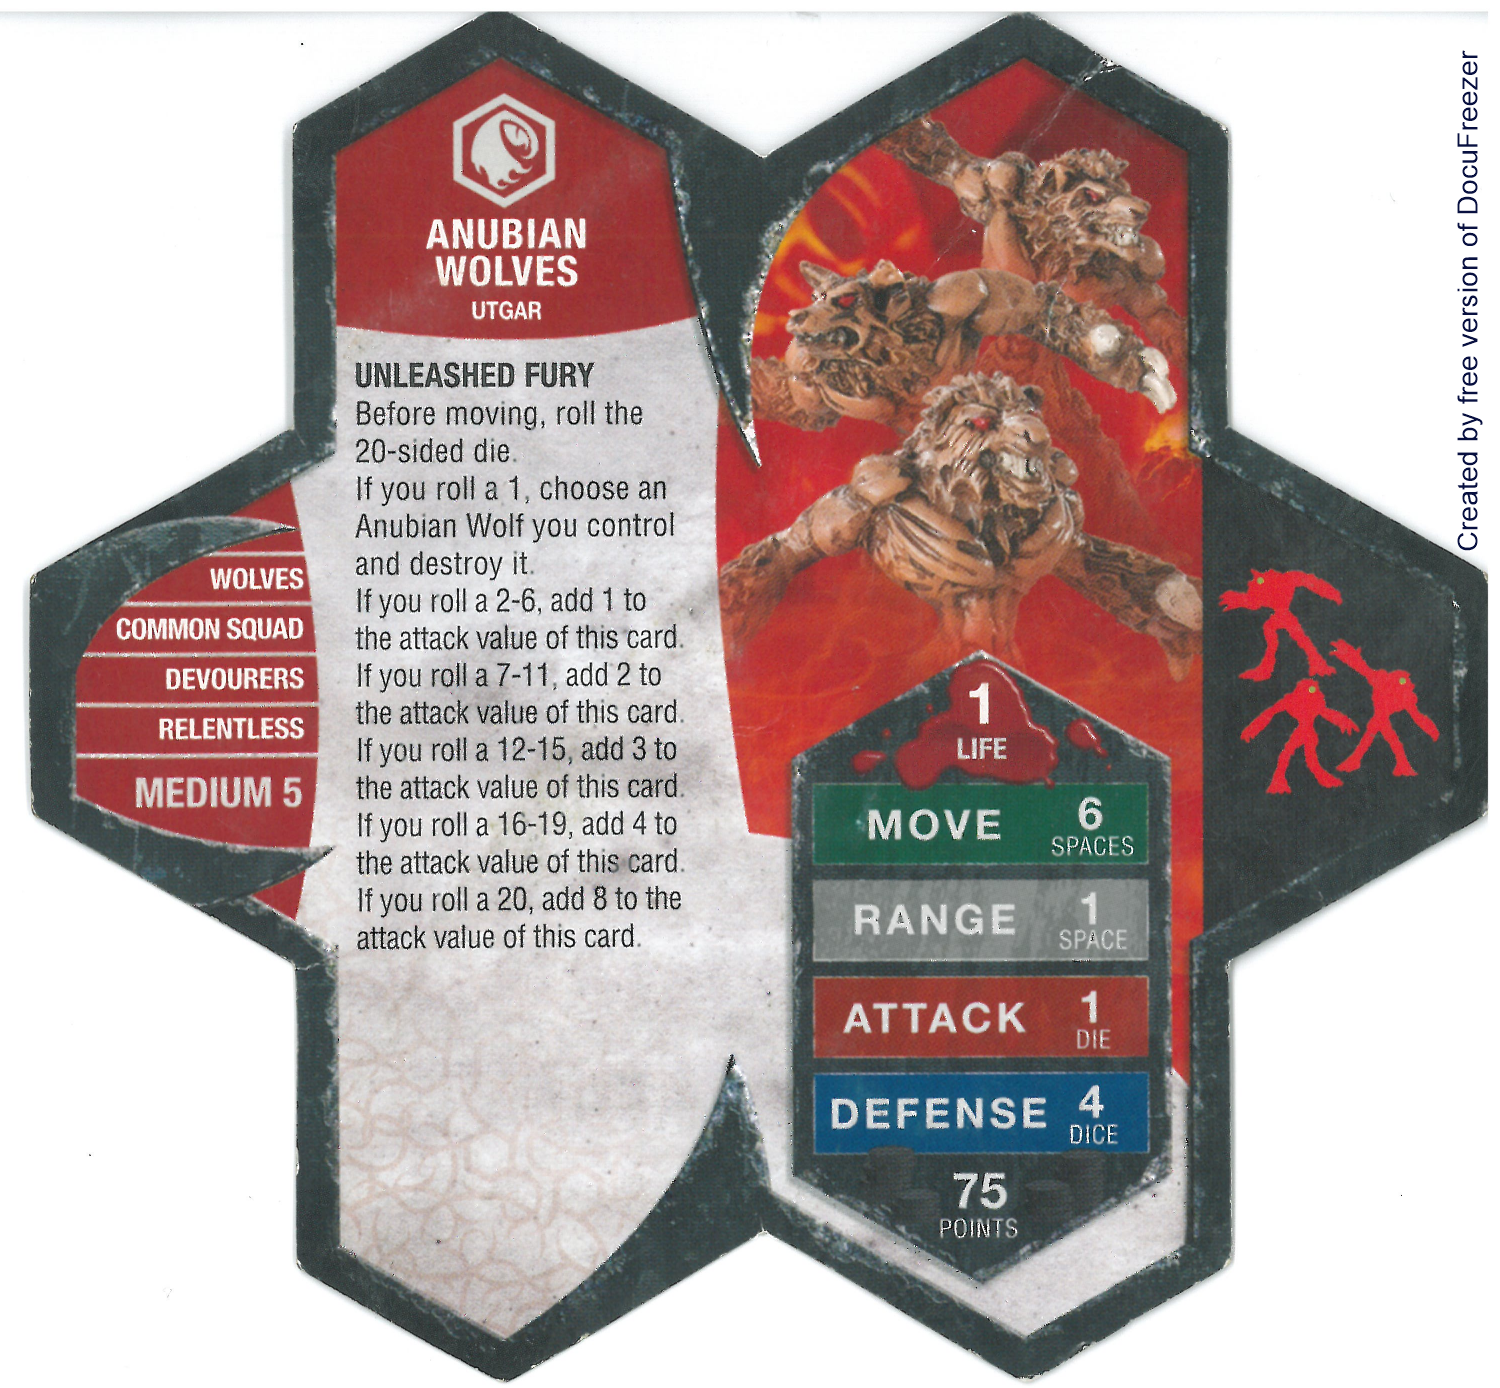 ANUBIAN
WOLVES
UTGAR
UNLEASHED FURY
Before moving, roll the
20-sided die.
If you roll a 1, choose an
Anubian Wolf you control
and destroy it.
If you roll a 2-6, add 1 to
the attack value of this card.
If you roll a 7-11, add 2 to
the attack value of this card.
If you roll a 12-15, add 3 to
the attack value of this card.
If you roll a 16-19, add 4 to
the attack value of this card.
If you roll a 20, add 8 to the
attack value of this card.
WOLVES
COMMON SQUAD
DEVOURERS
RELENTLESS
MEDIUM 5
1
LIFE
MOVE 6
SPACES
RANGE 1
SPACE
ATTACK 1
DIE
DEFENSE 4
DICE
75
POINTS
Created by free version of DocuFreezer